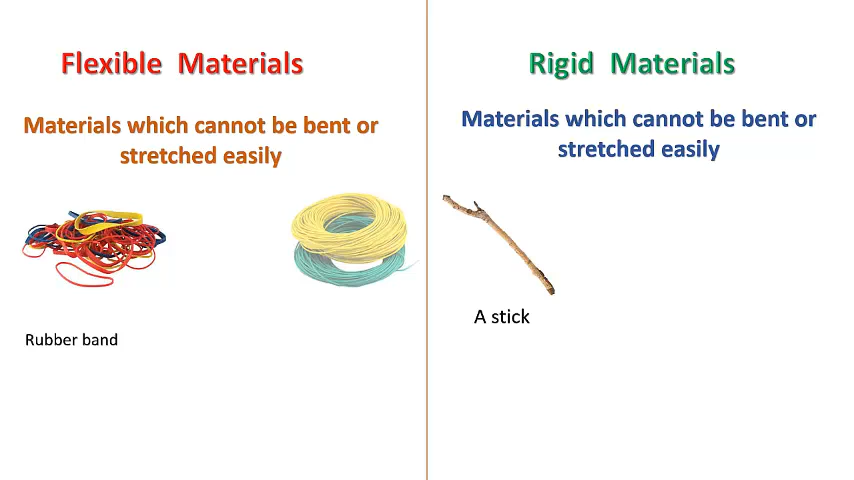 Flexible Materials
Materials which cannot be bent or
stretched easily
Rubber band
Rigid Materials
Materials which cannot be bent or
stretched easily
A stick